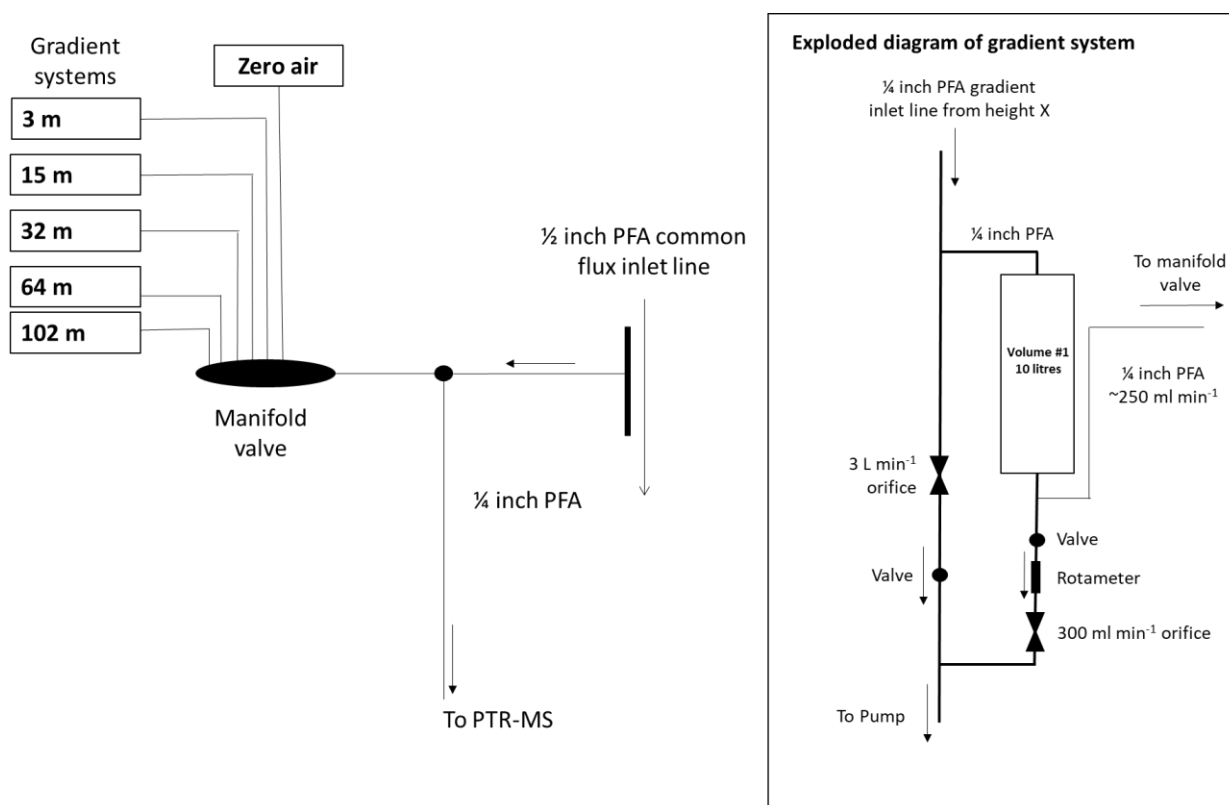 Gradient
systems
Zero air
3 m
15 m
32 m
64 m
102 m
½ inch PFA common
flux inlet line
Manifold
valve
¼ inch PFA
To PTR-MS
Exploded diagram of gradient system
¼ inch PFA gradient
inlet line from height X
¼ inch PFA
To manifold
valve
Volume #1
10 litres
¼ inch PFA
~250 ml min⁻¹
3 L min⁻¹
orifice
Valve
Valve
Rotameter
300 ml min⁻¹ orifice
To Pump